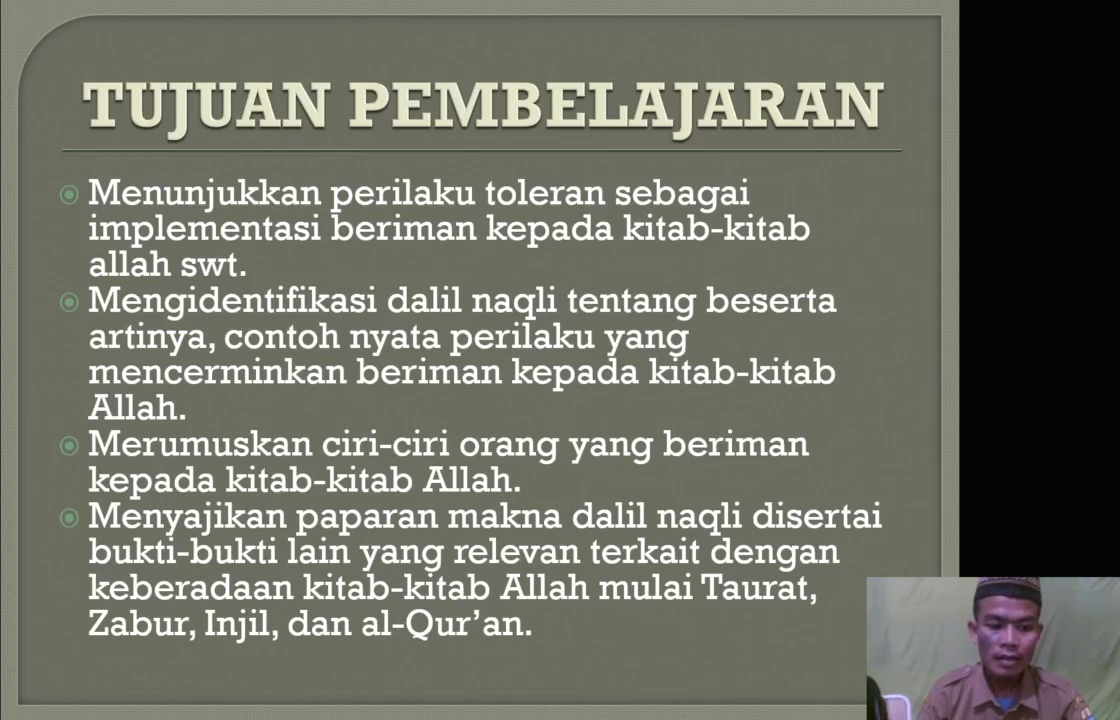 TUJUAN PEMBELAJARAN
Menunjukkan perilaku toleran sebagai
implementasi beriman kepada kitab-kitab
allah swt.
Mengidentifikasi dalil naqli tentang beserta
artinya, contoh nyata perilaku yang
mencerminkan beriman kepada kitab-kitab
Allah.
Merumuskan ciri-ciri orang yang beriman
kepada kitab-kitab Allah.
Menyajikan paparan makna dalil naqli disertai
bukti-bukti lain yang relevan terkait dengan
keberadaan kitab-kitab Allah mulai Taurat,
Zabur, Injil, dan al-Qur’an.